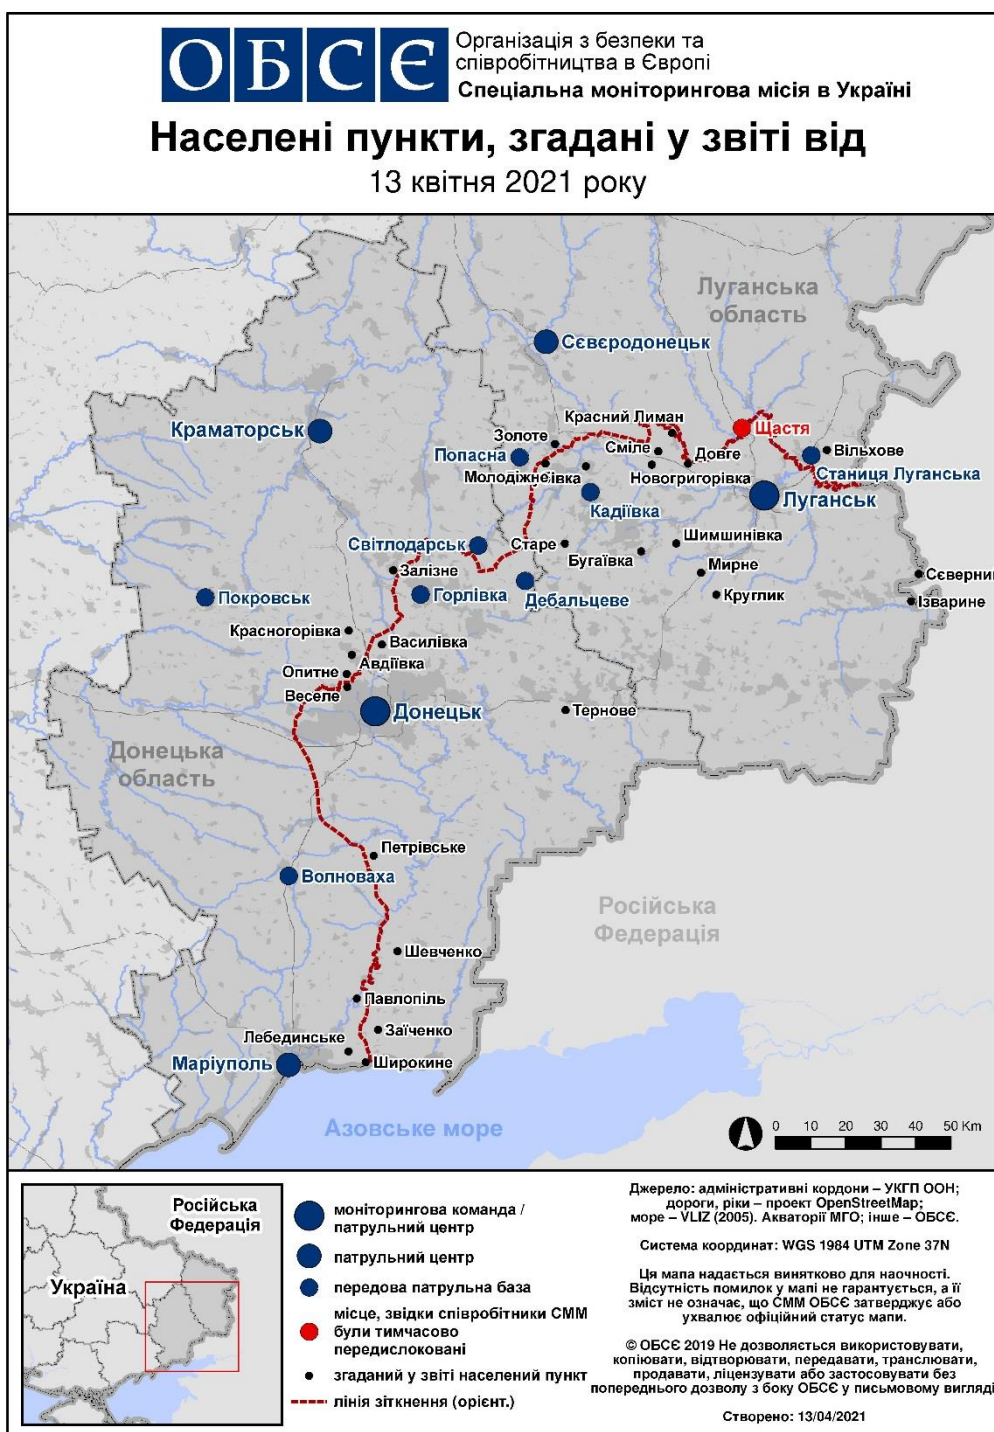 ОБСЄ
Організація з безпеки та
співробітництва в Європі
Спеціальна моніторингова місія в Україні
Населені пункти, згадані у звіті від
13 квітня 2021 року
Луганська
область
Сєвєродонецьк
Красний Лиман
Щастя
Краматорськ
Золоте
Сміле
Довге
Вільхове
Попасна
Станиця Луганська
Молодіжне
івка
Новогригорівка
Луганськ
Кадіївка
Світлодарськ
Старе
Шимшинівка
Бугаївка
Залізне
Мирне
Сєверний
Покровськ
Горлівка
Дебальцеве
Круглик
Ізварине
Красногорівка
Василівка
Авдіївка
Опитне
Веселе
Донецьк
Тернове
Донецька
область
Петрівське
Волноваха
Російська
Федерація
Шевченко
Павлопіль
Заїченко
Лебединське
Маріуполь
Широкине
Азовське море
0 10 20 30 40 50 Km
Російська
Федерація
Україна
моніторингова команда /
патрульний центр
патрульний центр
передова патрульна база
місце, звідки співробітники СММ
були тимчасово
передислоковані
згаданий у звіті населений пункт
лінія зіткнення (орієнт.)
Джерело: адміністративні кордони – УКГП ООН;
дороги, ріки – проект OpenStreetMap;
море – VLIZ (2005). Акваторії МГО; інше – ОБСЄ.
Система координат: WGS 1984 UTM Zone 37N
Ця мапа надається винятково для наочності.
Відсутність помилок у мапі не гарантується, а її
зміст не означає, що СММ ОБСЄ затверджує або
ухвалює офіційний статус мапи.
© ОБСЄ 2019 Не дозволяється використовувати,
копіювати, відтворювати, передавати, транслювати,
продавати, ліцензувати або застосовувати без
попереднього дозволу з боку ОБСЄ у письмовому вигляді
Створено: 13/04/2021